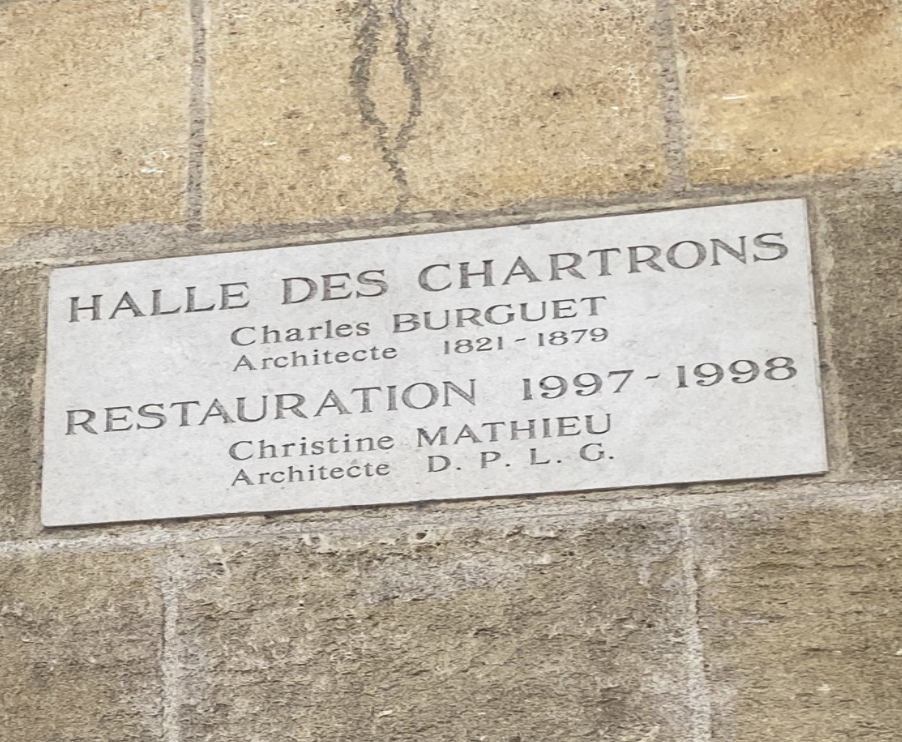 HALLE DES CHARTRONS
Charles BURGUET
Architecte 1821 - 1879
RESTAURATION 1997 - 1998
Christine MATHIEU
Architecte D. P. L. G.